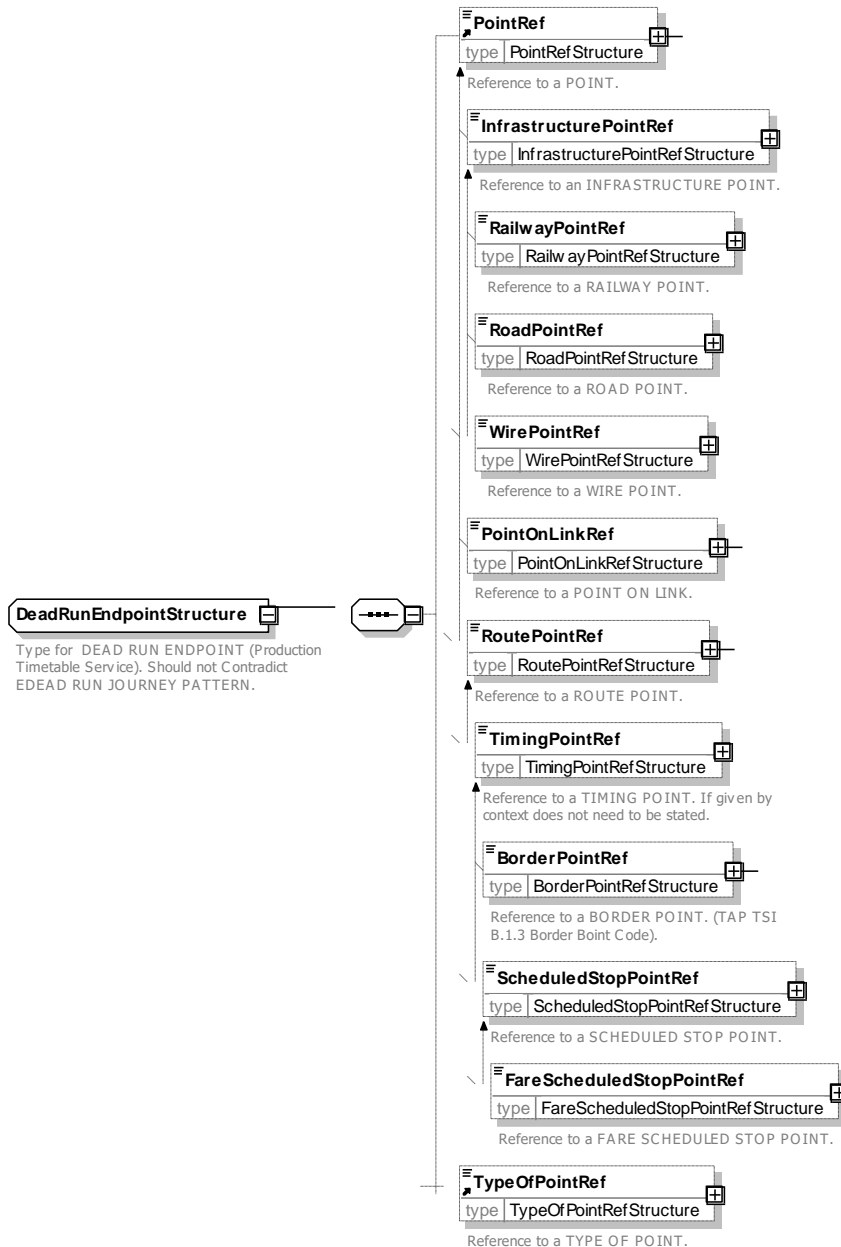 PointRef
type PointRefStructure
Reference to a POINT.
InfrastructurePointRef
type InfrastructurePointRefStructure
Reference to an INFRASTRUCTURE POINT.
RailwayPointRef
type RailwayPointRefStructure
Reference to a RAILWAY POINT.
RoadPointRef
type RoadPointRefStructure
Reference to a ROAD POINT.
WirePointRef
type WirePointRefStructure
Reference to a WIRE POINT.
PointOnLinkRef
type PointOnLinkRefStructure
Reference to a POINT ON LINK.
DeadRunEndpointStructure
Type for DEAD RUN ENDPOINT (Production
Timetable Service). Should not Contradict
EDEAD RUN JOURNEY PATTERN.
RoutePointRef
type RoutePointRefStructure
Reference to a ROUTE POINT.
TimingPointRef
type TimingPointRefStructure
Reference to a TIMING POINT. If given by
context does not need to be stated.
BorderPointRef
type BorderPointRefStructure
Reference to a BORDER POINT. (TAP TSI
B.1.3 Border Boint Code).
ScheduledStopPointRef
type ScheduledStopPointRefStructure
Reference to a SCHEDULED STOP POINT.
FareScheduledStopPointRef
type FareScheduledStopPointRefStructure
Reference to a FARE SCHEDULED STOP POINT.
TypeOfPointRef
type TypeOfPointRefStructure
Reference to a TYPE OF POINT.